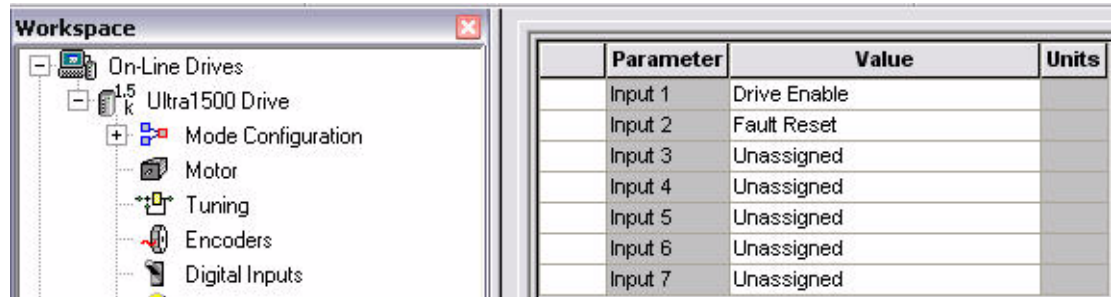 Workspace
On-Line Drives
1,5
k
Ultra1500 Drive
Mode Configuration
Motor
Tuning
Encoders
Digital Inputs
Parameter Value Units
Input 1 Drive Enable
Input 2 Fault Reset
Input 3 Unassigned
Input 4 Unassigned
Input 5 Unassigned
Input 6 Unassigned
Input 7 Unassigned